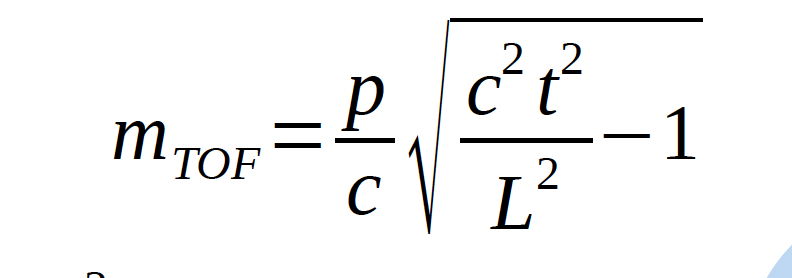 m_TOF = p/c √(c² t²/L² − 1)